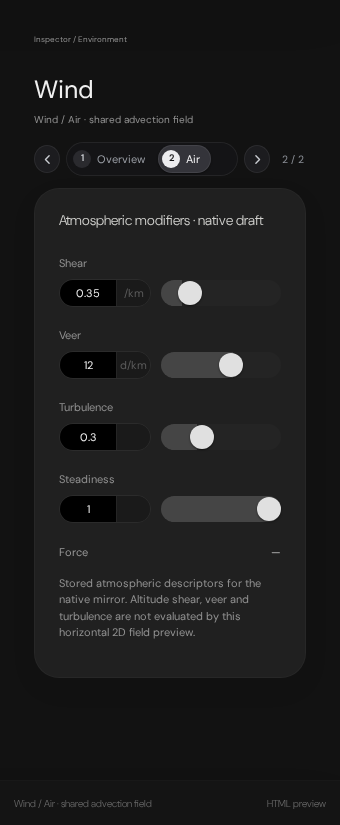 Inspector / Environment
Wind
Wind / Air · shared advection field
1 Overview 2 Air 2 / 2
Atmospheric modifiers · native draft
Shear
0.35 /km
Veer
12 d/km
Turbulence
0.3
Steadiness
1
Force —
Stored atmospheric descriptors for the
native mirror. Altitude shear, veer and
turbulence are not evaluated by this
horizontal 2D field preview.
Wind / Air · shared advection field HTML preview